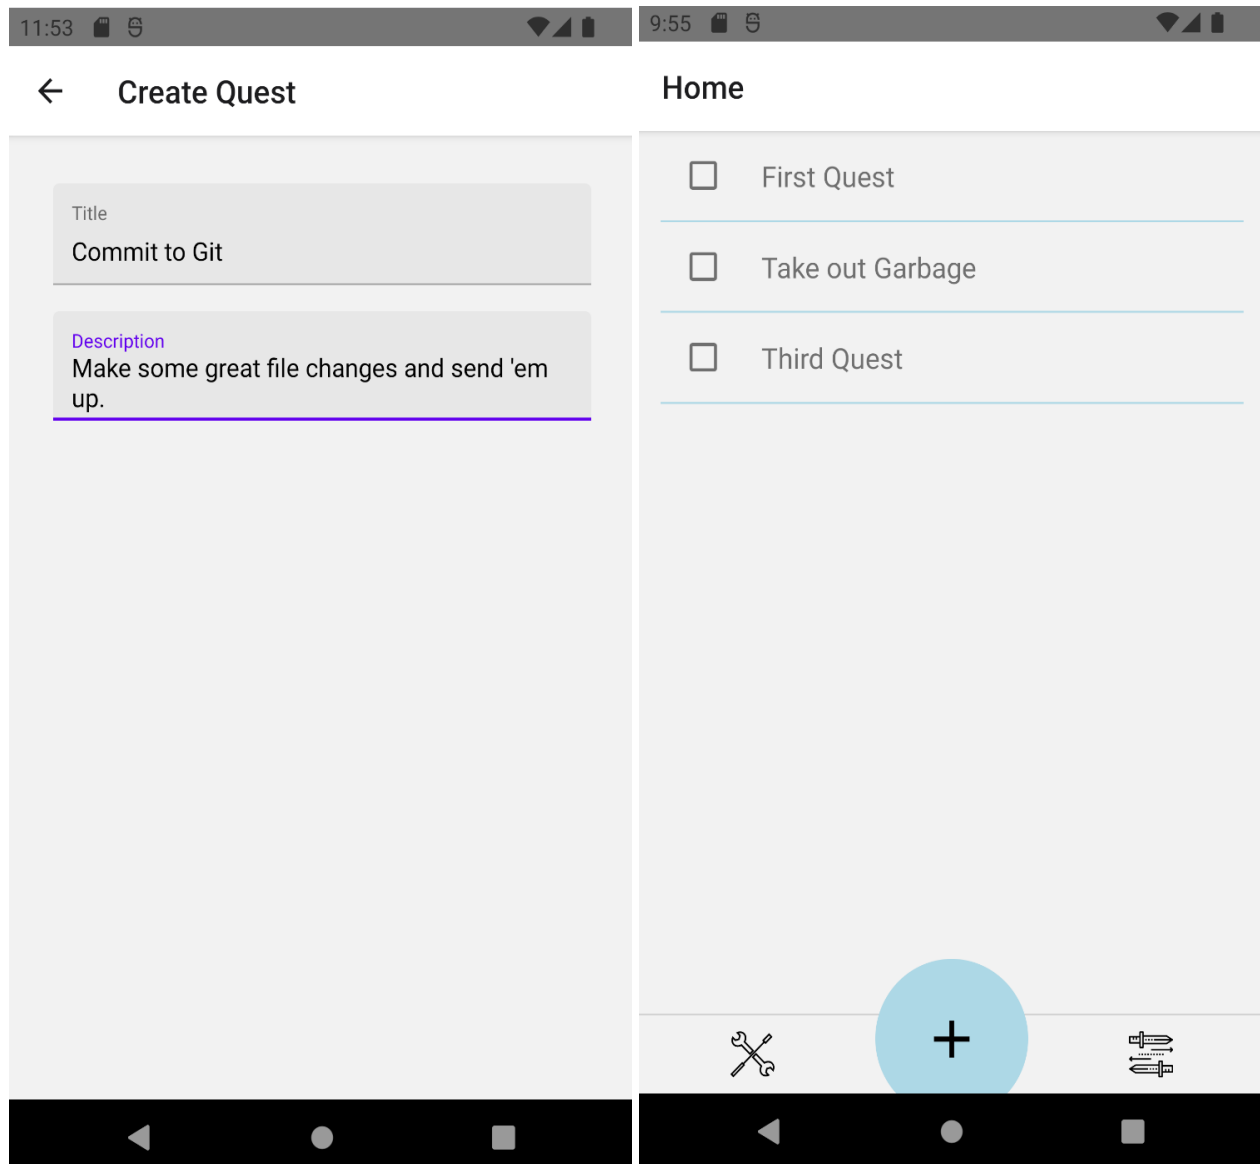 11:53
Create Quest
Title
Commit to Git
Description
Make some great file changes and send 'em
up.
9:55
Home
First Quest
Take out Garbage
Third Quest